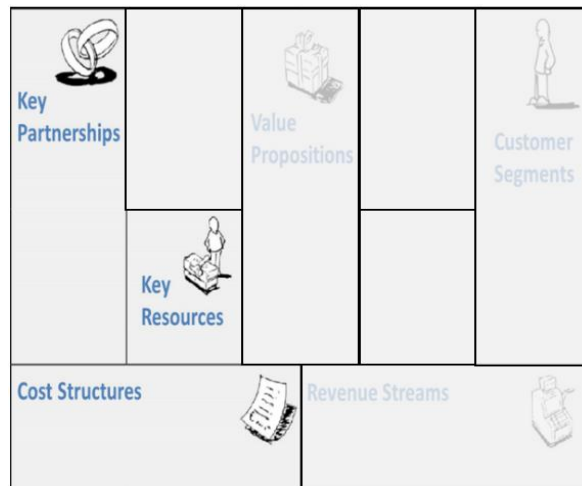 Key
Partnerships
Value
Propositions
Customer
Segments
Key
Resources
Cost Structures
Revenue Streams